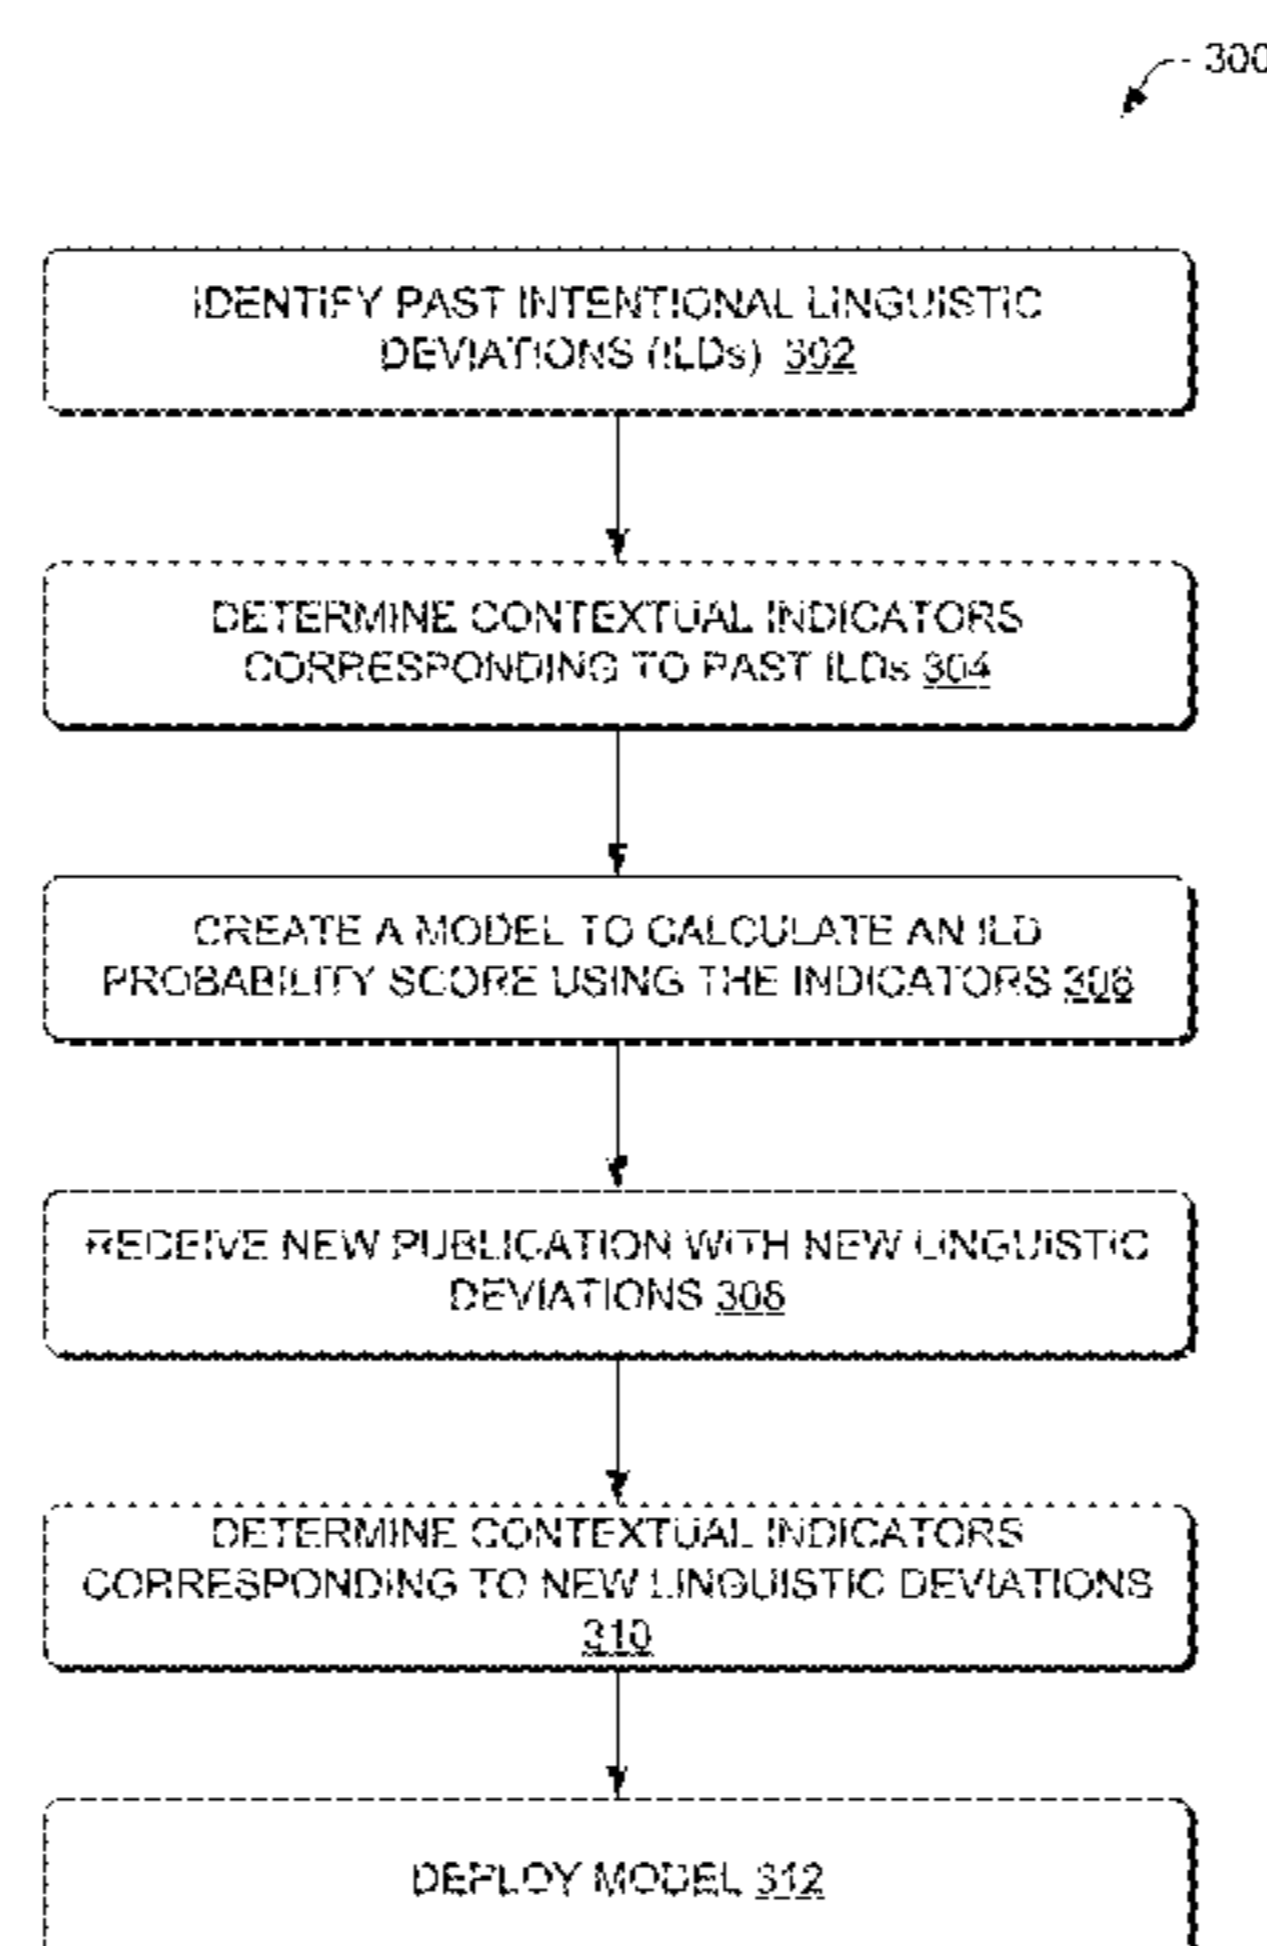 300
IDENTIFY PAST INTENTIONAL LINGUISTIC
DEVIATIONS (ILDs) 302
DETERMINE CONTEXTUAL INDICATORS
CORRESPONDING TO PAST ILDs 304
CREATE A MODEL TO CALCULATE AN ILD
PROBABILITY SCORE USING THE INDICATORS 306
RECEIVE NEW PUBLICATION WITH NEW LINGUISTIC
DEVIATIONS 308
DETERMINE CONTEXTUAL INDICATORS
CORRESPONDING TO NEW LINGUISTIC DEVIATIONS
310
DEPLOY MODEL 312